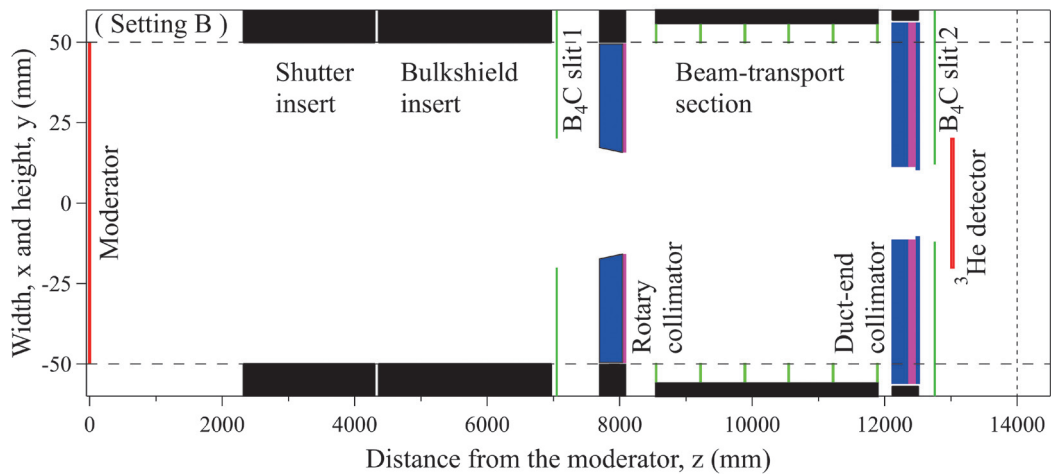 ( Setting B )
Width, x and height, y (mm)
50
25
0
-25
-50
Moderator
Shutter
insert
Bulkshield
insert
B₄C slit 1
Rotary
collimator
Beam-transport
section
Duct-end
collimator
B₄C slit 2
³He detector
0
2000
4000
6000
8000
10000
12000
14000
Distance from the moderator, z (mm)